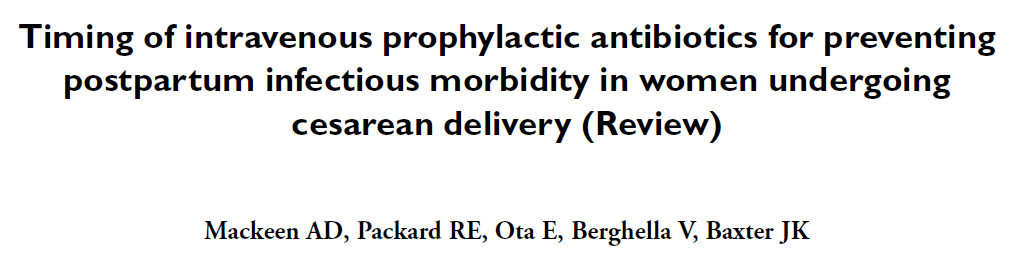 Timing of intravenous prophylactic antibiotics for preventing
postpartum infectious morbidity in women undergoing
cesarean delivery (Review)
Mackeen AD, Packard RE, Ota E, Berghella V, Baxter JK